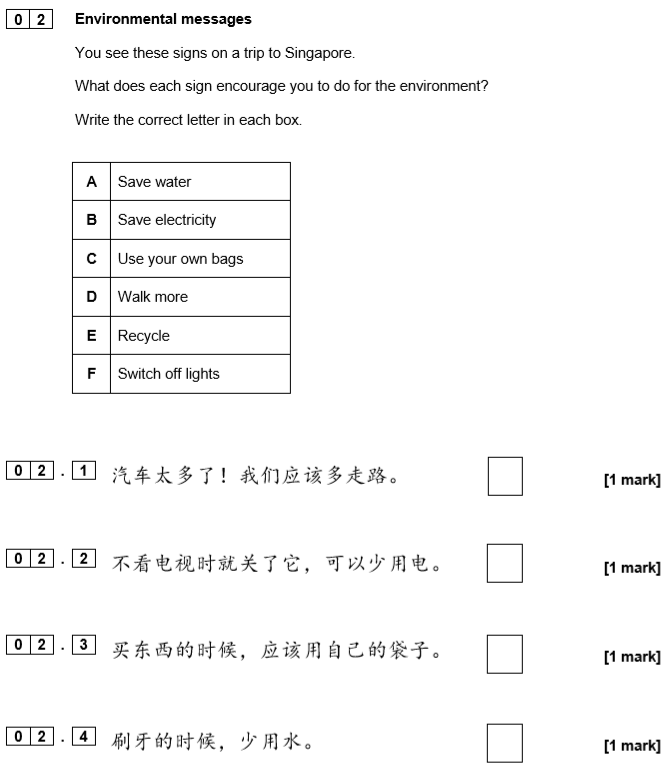 0 2 Environmental messages
You see these signs on a trip to Singapore.
What does each sign encourage you to do for the environment?
Write the correct letter in each box.
A Save water
B Save electricity
C Use your own bags
D Walk more
E Recycle
F Switch off lights
0 2 . 1 汽车太多了！我们应该多走路。 [1 mark]
0 2 . 2 不看电视时就关了它，可以少用电。 [1 mark]
0 2 . 3 买东西的时候，应该用自己的袋子。 [1 mark]
0 2 . 4 刷牙的时候，少用水。 [1 mark]